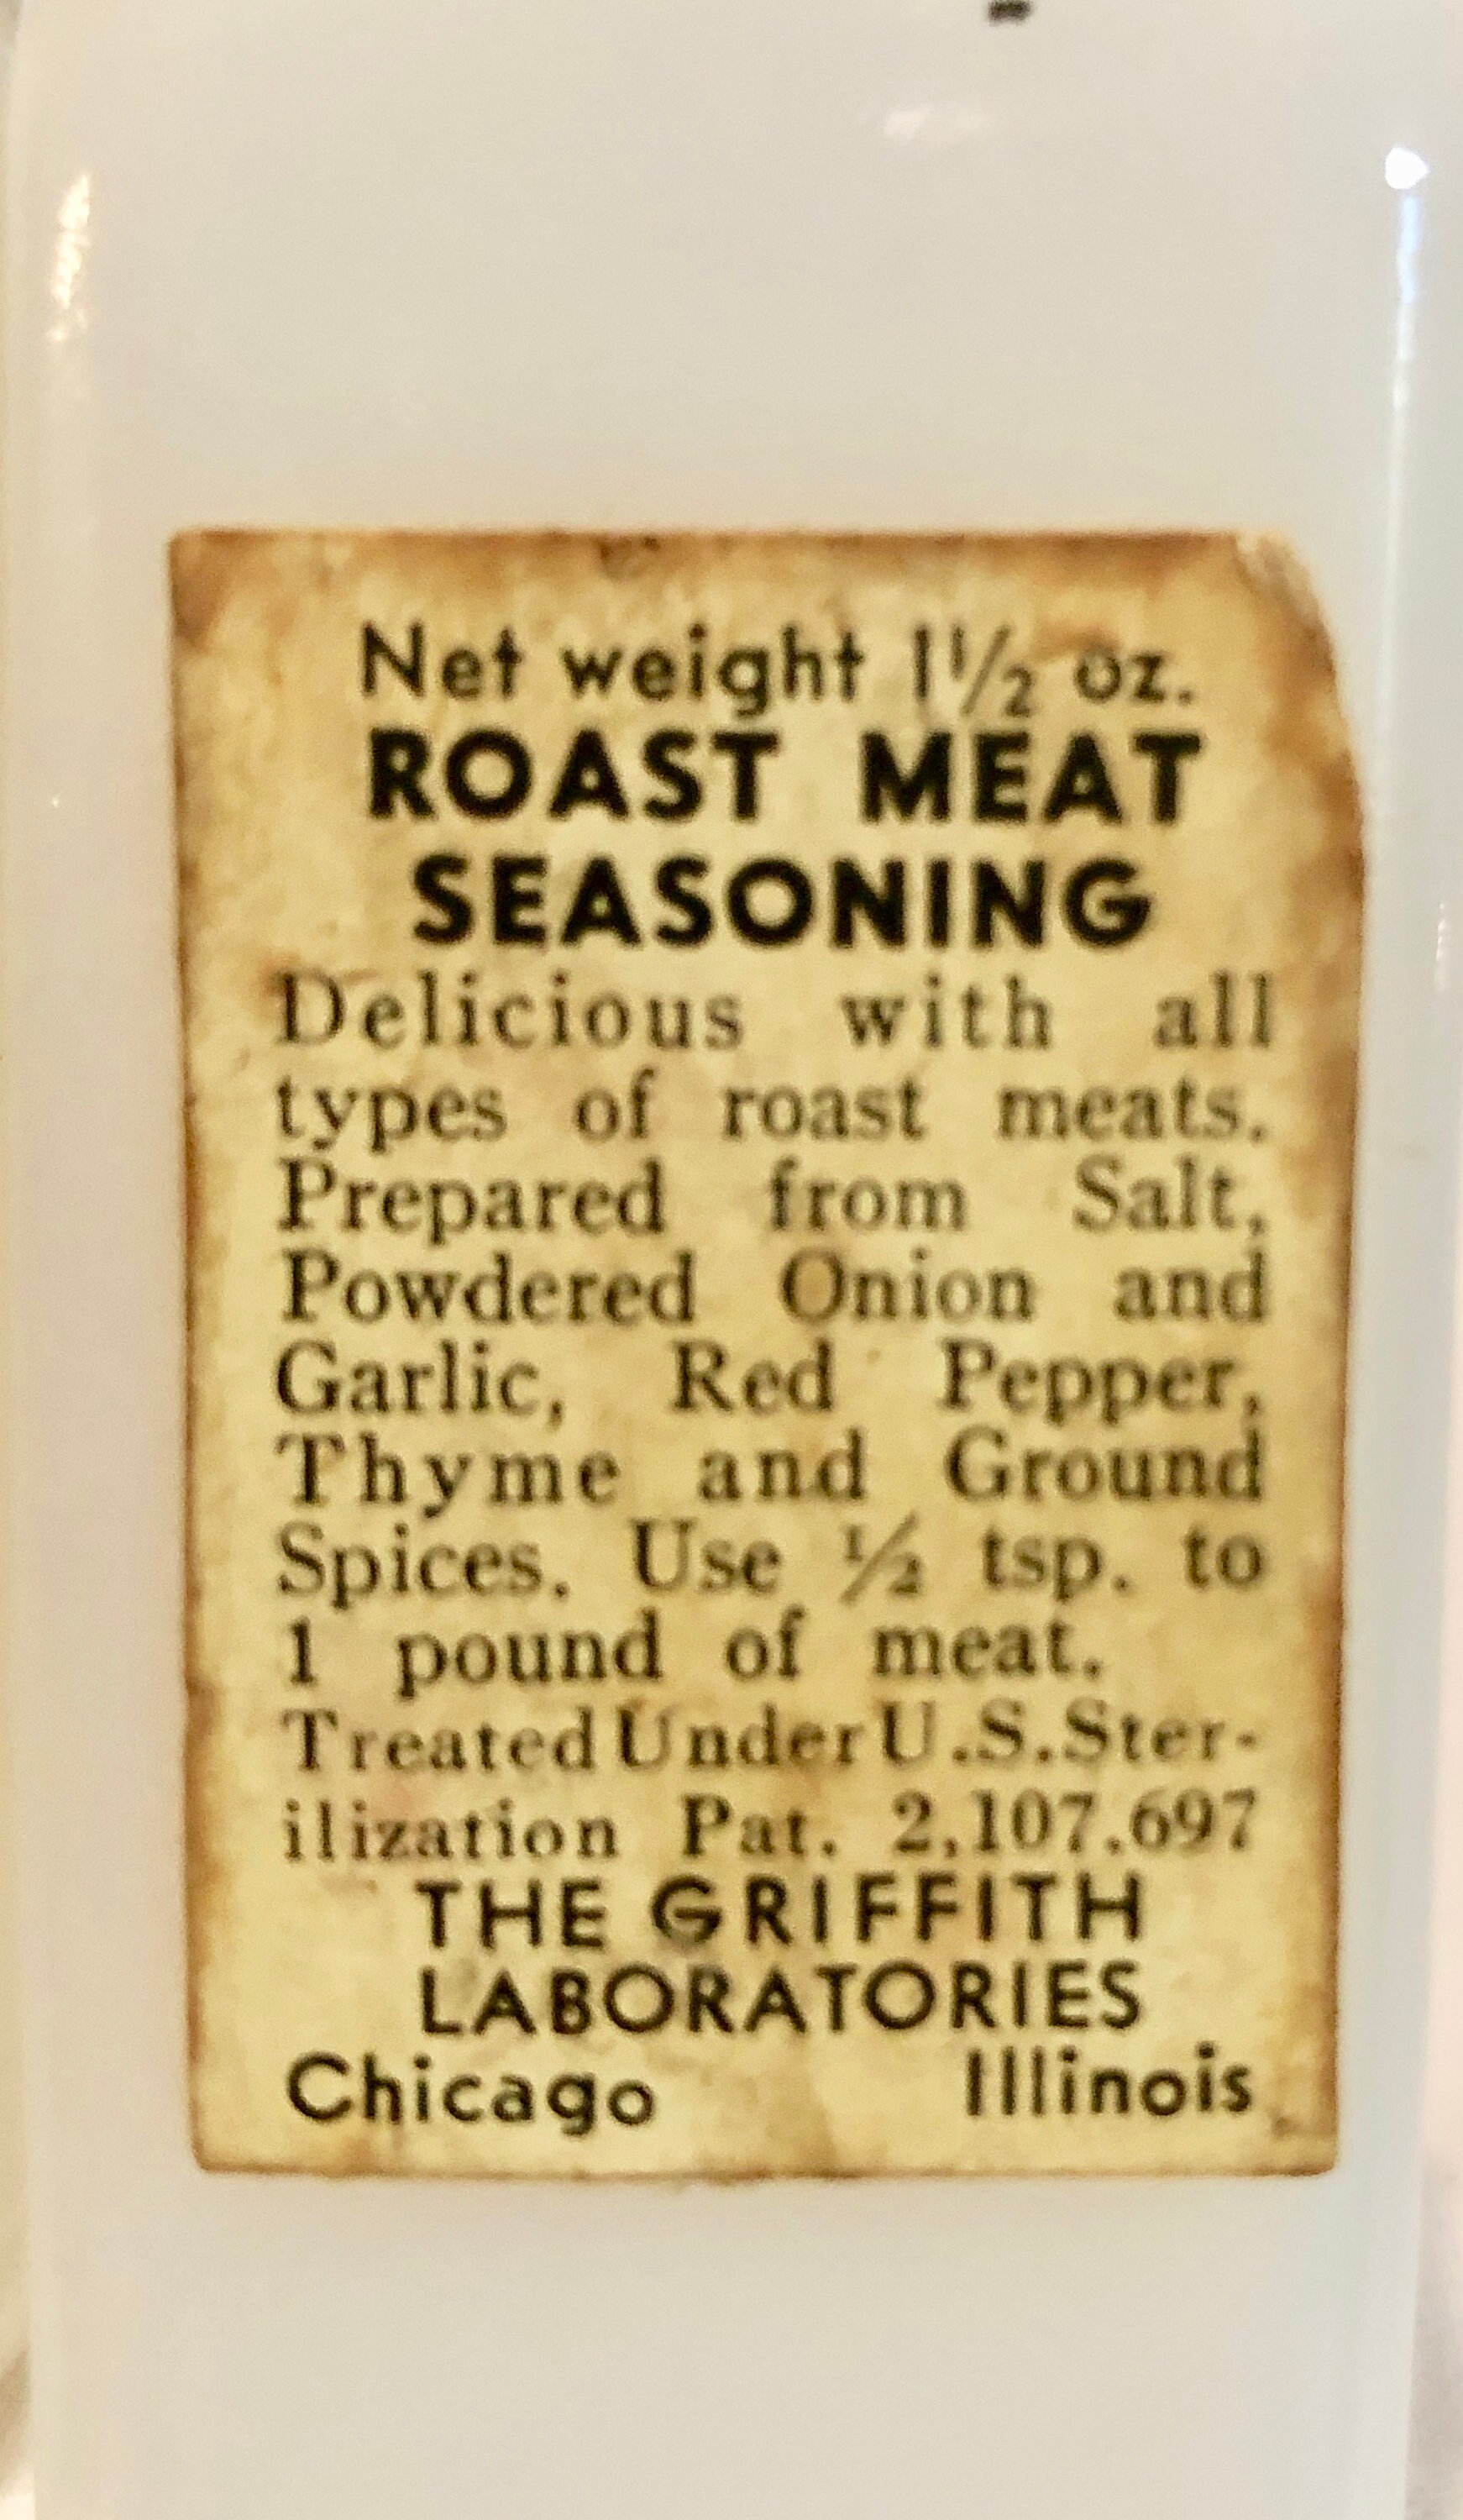 Net weight 1½ oz.
ROAST MEAT
SEASONING
Delicious with all
types of roast meats.
Prepared from Salt,
Powdered Onion and
Garlic, Red Pepper,
Thyme and Ground
Spices. Use ½ tsp. to
1 pound of meat.
Treated Under U.S. Ster-
ilization Pat. 2,107,697
THE GRIFFITH
LABORATORIES
Chicago Illinois